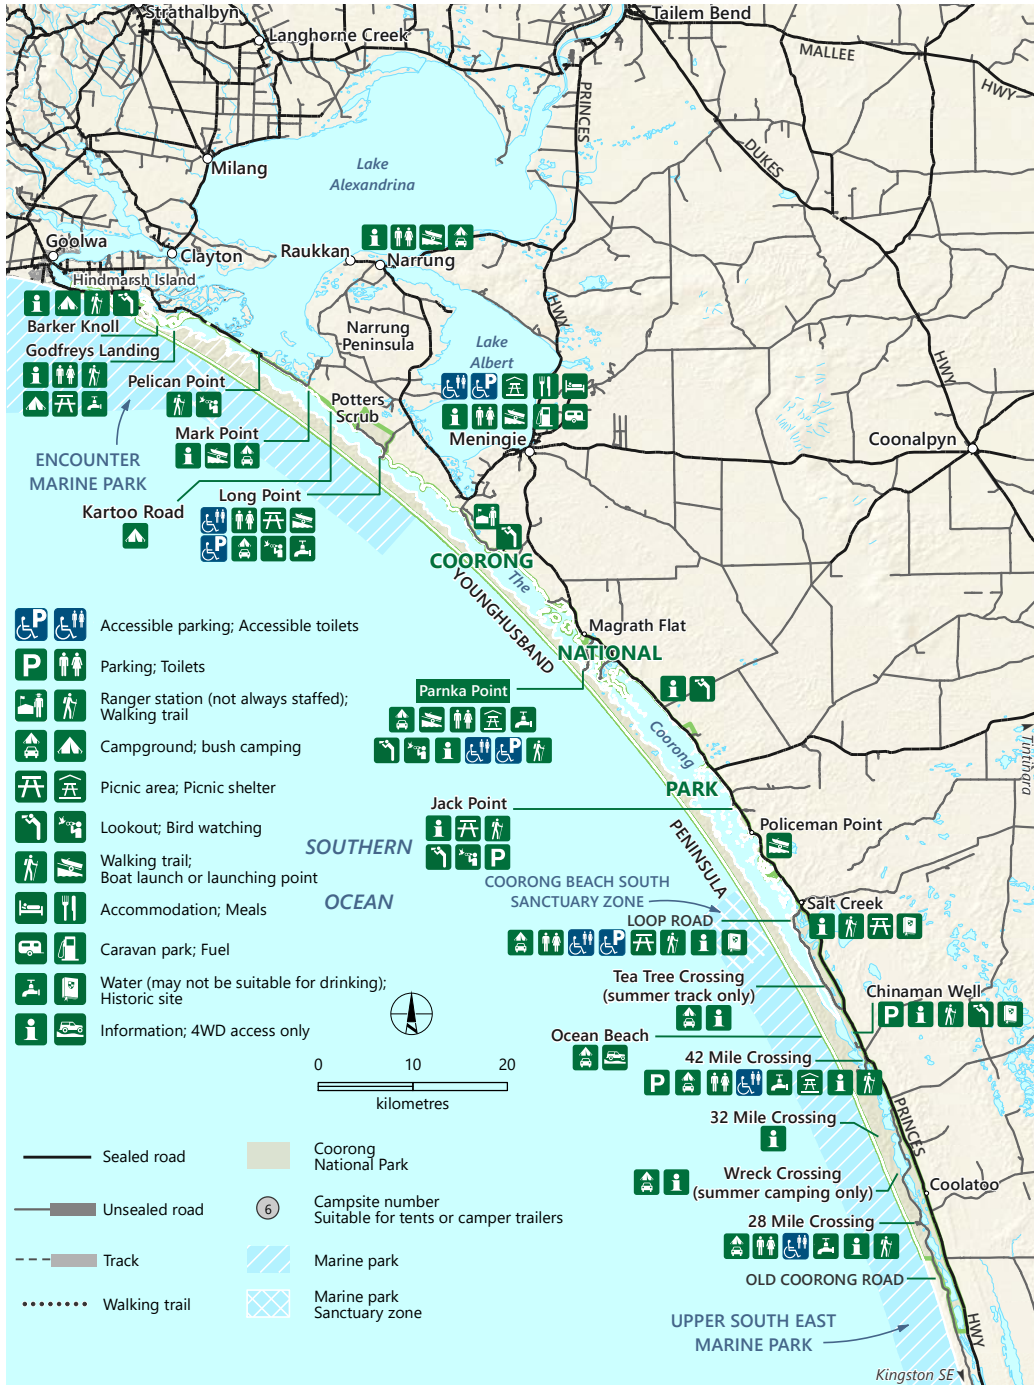 Strathalbyn
Tailem Bend
Langhorne Creek
MALLEE
HWY
PRINCES
DUKES
Milang
Lake
Alexandrina
Goolwa
Clayton
Raukkan
Narrung
Hindmarsh Island
Barker Knoll
Narrung
Peninsula
HWY
Lake
Albert
HWY
Godfreys Landing
Pelican Point
Potters
Scrub
Mark Point
Meningie
Coonalpyn
ENCOUNTER
MARINE PARK
Kartoo Road
Long Point
COORONG
The
YOUNGHUSBAND
Magrath Flat
NATIONAL
Parnka Point
Coorong
Tintinara
PARK
Jack Point
PENINSULA
Policeman Point
SOUTHERN
OCEAN
COORONG BEACH SOUTH
SANCTUARY ZONE
Salt Creek
LOOP ROAD
Tea Tree Crossing
(summer track only)
Chinaman Well
Ocean Beach
42 Mile Crossing
PRINCES
32 Mile Crossing
Wreck Crossing
(summer camping only)
Coolatoo
28 Mile Crossing
OLD COORONG ROAD
UPPER SOUTH EAST
MARINE PARK
HWY
Kingston SE
P Accessible parking; Accessible toilets
P Parking; Toilets
Ranger station (not always staffed);
Walking trail
Campground; bush camping
Picnic area; Picnic shelter
Lookout; Bird watching
Walking trail;
Boat launch or launching point
Accommodation; Meals
Caravan park; Fuel
Water (may not be suitable for drinking);
Historic site
i Information; 4WD access only
0 10 20
kilometres
Sealed road
Unsealed road
Track
Walking trail
Coorong
National Park
6 Campsite number
Suitable for tents or camper trailers
Marine park
Marine park
Sanctuary zone